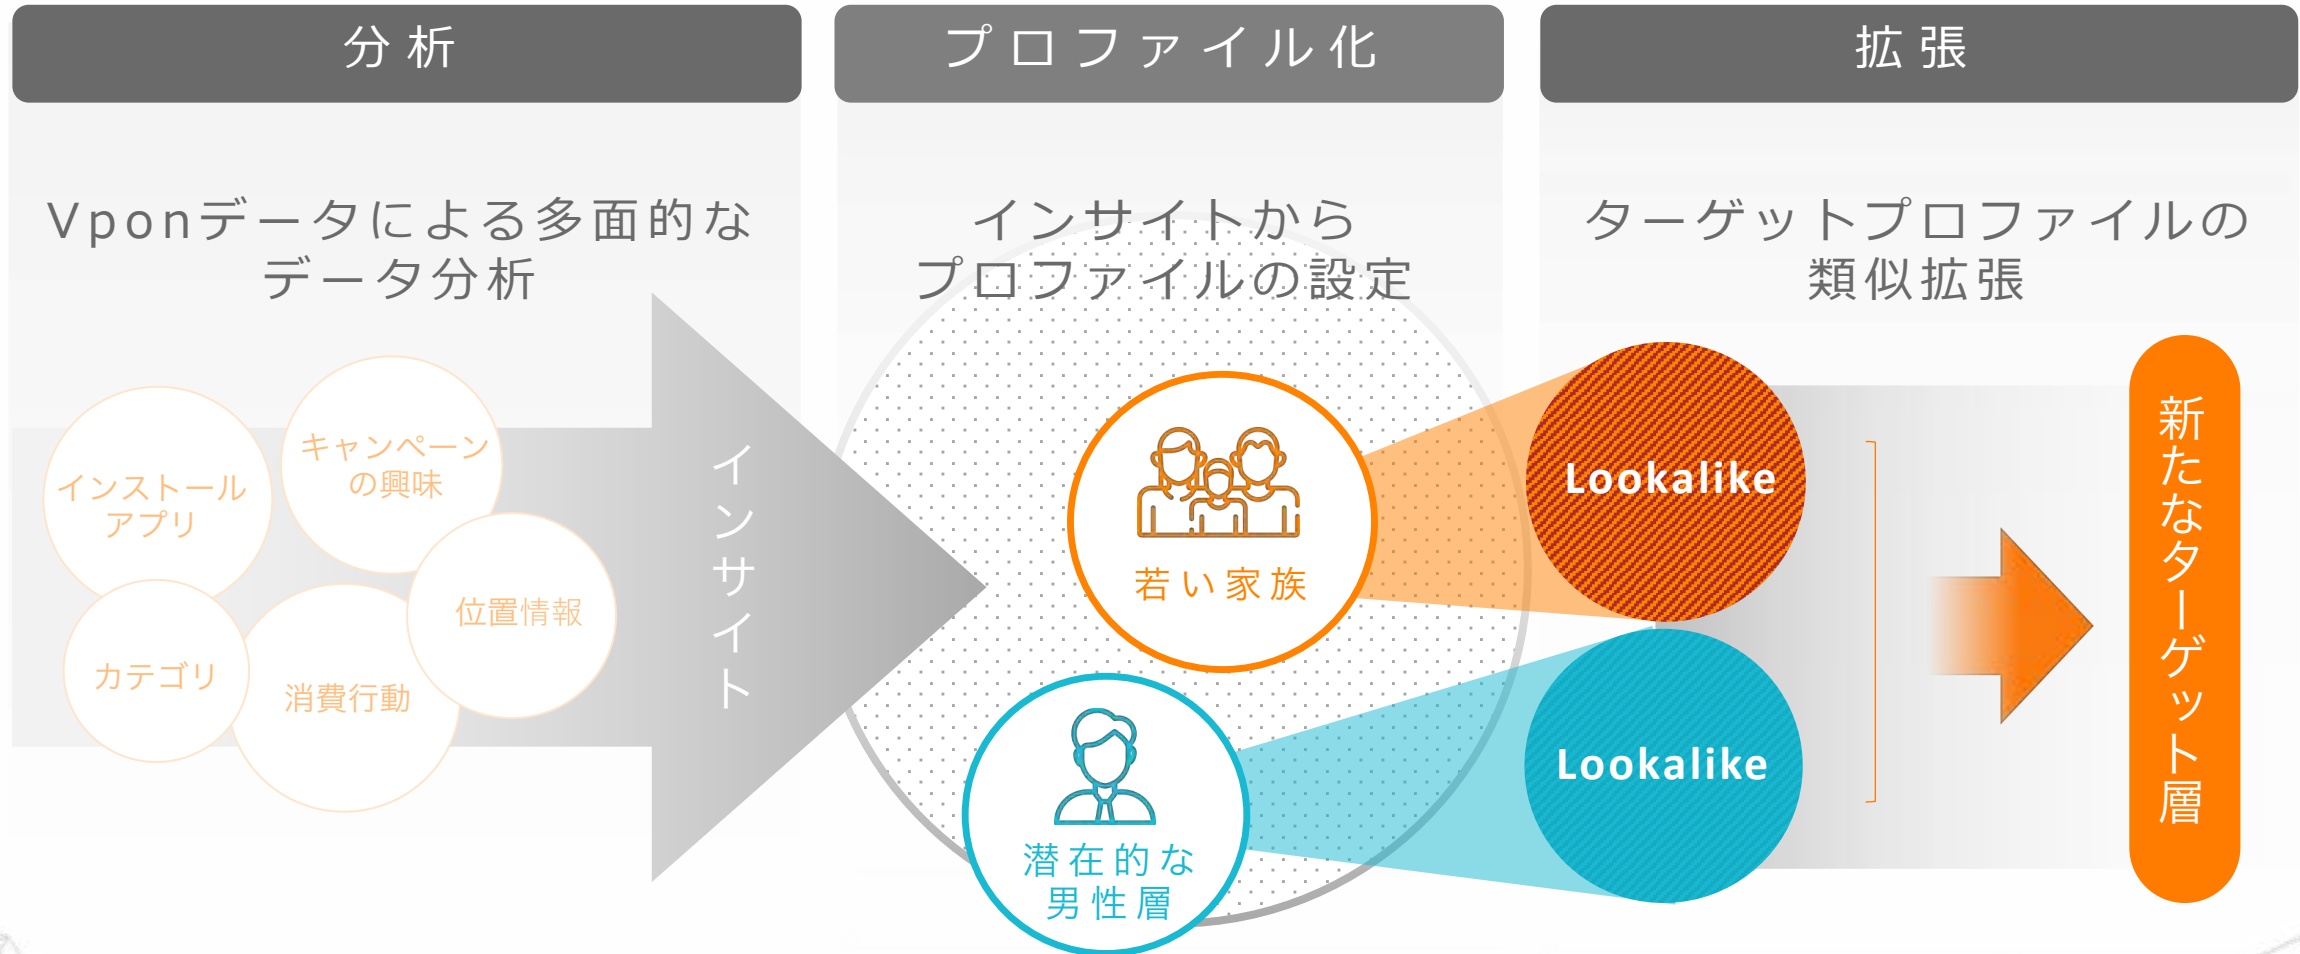 分析
Vponデータによる多面的な
データ分析
インストール
アプリ
キャンペーン
の興味
位置情報
カテゴリ
消費行動
インサイト
プロファイル化
インサイトから
プロファイルの設定
若い家族
潜在的な
男性層
拡張
ターゲットプロファイルの
類似拡張
Lookalike
Lookalike
新たなターゲット層